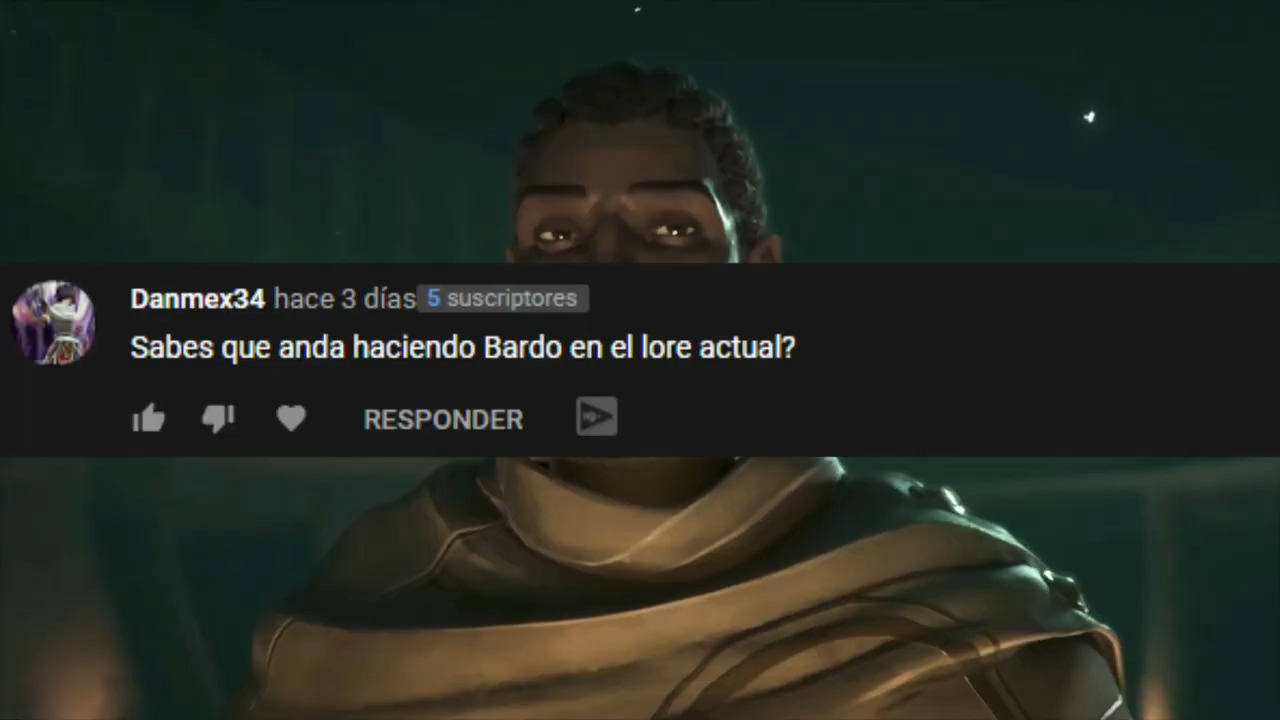 Danmex34 hace 3 días 5 suscriptores
Sabes que anda haciendo Bardo en el lore actual?
RESPONDER